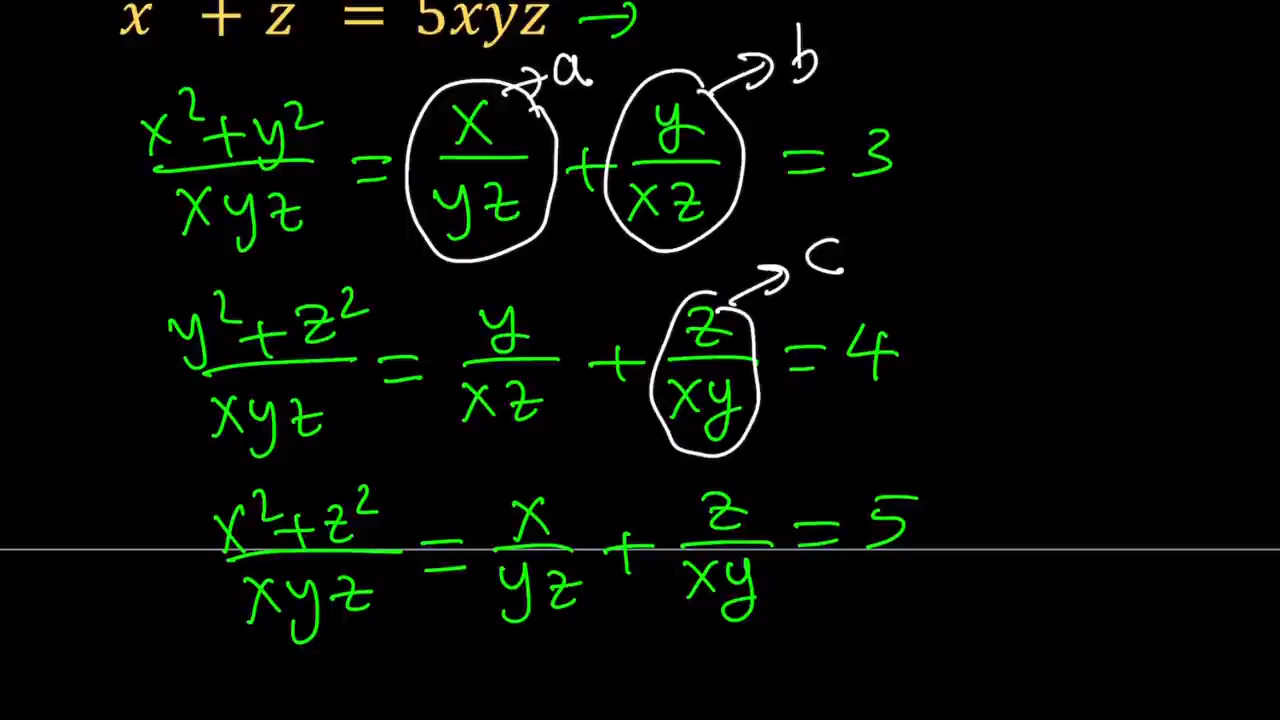 x + z = 5xyz →
→ a → b
x²+y²/xyz = x/yz + y/xz = 3
→ c
y²+z²/xyz = y/xz + z/xy = 4
x²+z²/xyz = x/yz + z/xy = 5